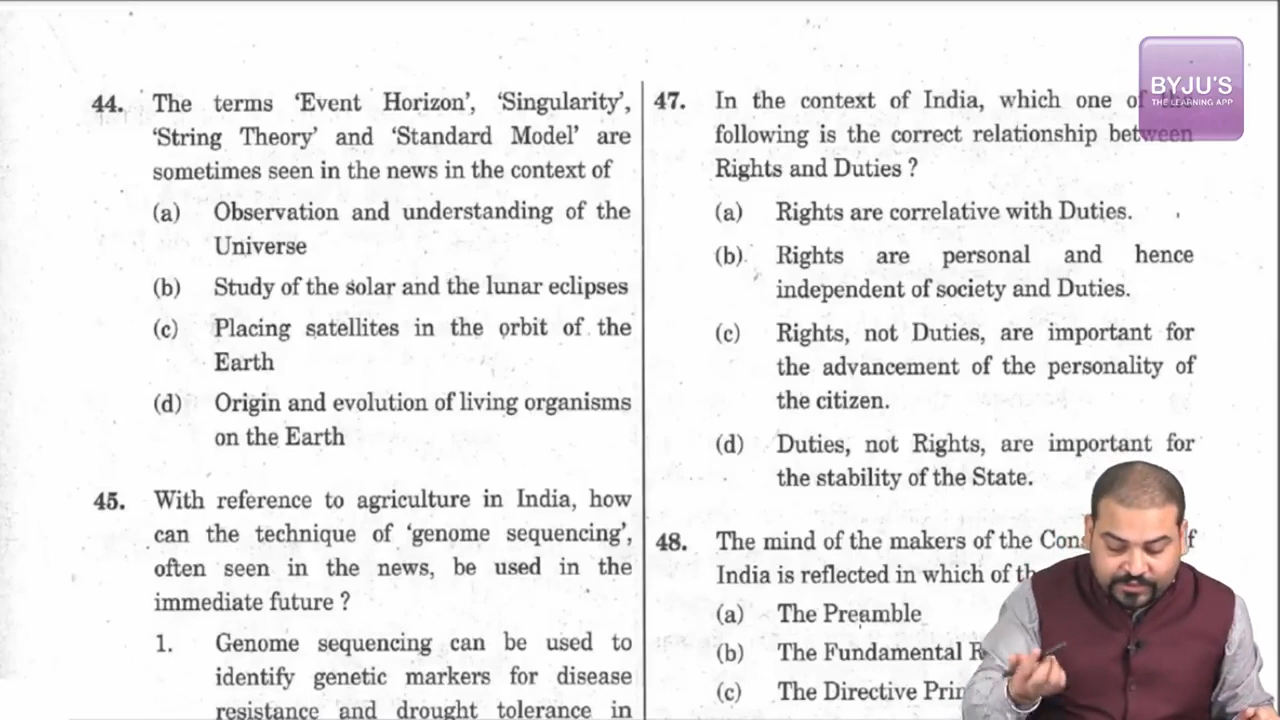 BYJU'S
THE LEARNING APP
44. The terms 'Event Horizon', 'Singularity',
'String Theory' and 'Standard Model' are
sometimes seen in the news in the context of
(a) Observation and understanding of the
Universe
(b) Study of the solar and the lunar eclipses
(c) Placing satellites in the orbit of the
Earth
(d) Origin and evolution of living organisms
on the Earth
45. With reference to agriculture in India, how
can the technique of 'genome sequencing',
often seen in the news, be used in the
immediate future ?
1. Genome sequencing can be used to
identify genetic markers for disease
resistance and drought tolerance in
47. In the context of India, which one of
following is the correct relationship between
Rights and Duties ?
(a) Rights are correlative with Duties.
(b) Rights are personal and hence
independent of society and Duties.
(c) Rights, not Duties, are important for
the advancement of the personality of
the citizen.
(d) Duties, not Rights, are important for
the stability of the State.
48. The mind of the makers of the
India is reflected in which of
(a) The Preamble
(b) The Fundamental
(c) The Directive